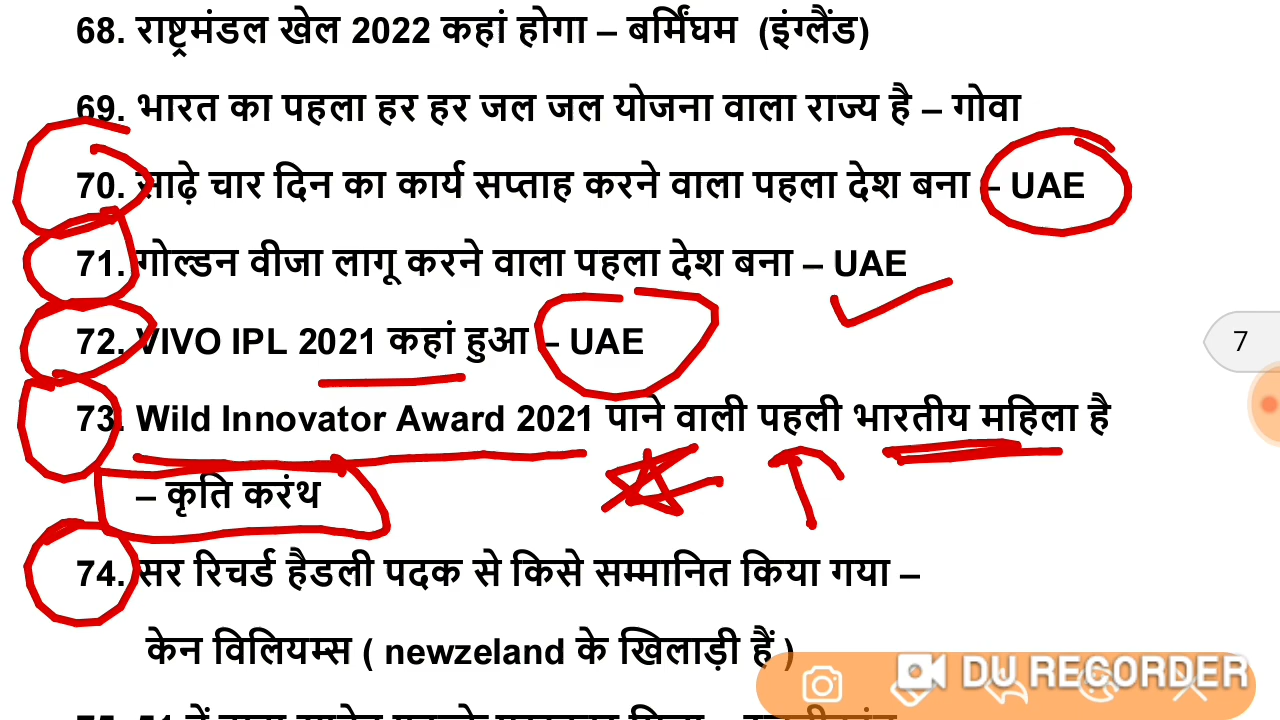 68. राष्ट्रमंडल खेल 2022 कहां होगा – बर्मिंघम (इंग्लैंड)
69. भारत का पहला हर हर जल जल योजना वाला राज्य है – गोवा
70. साढ़े चार दिन का कार्य सप्ताह करने वाला पहला देश बना – UAE
71. गोल्डन वीजा लागू करने वाला पहला देश बना – UAE
72. VIVO IPL 2021 कहां हुआ – UAE
7
73. Wild Innovator Award 2021 पाने वाली पहली भारतीय महिला है
– कृति करंथ
74. सर रिचर्ड हैडली पदक से किसे सम्मानित किया गया –
केन विलियम्स ( newzeland के खिलाड़ी हैं )
DU RECORDER